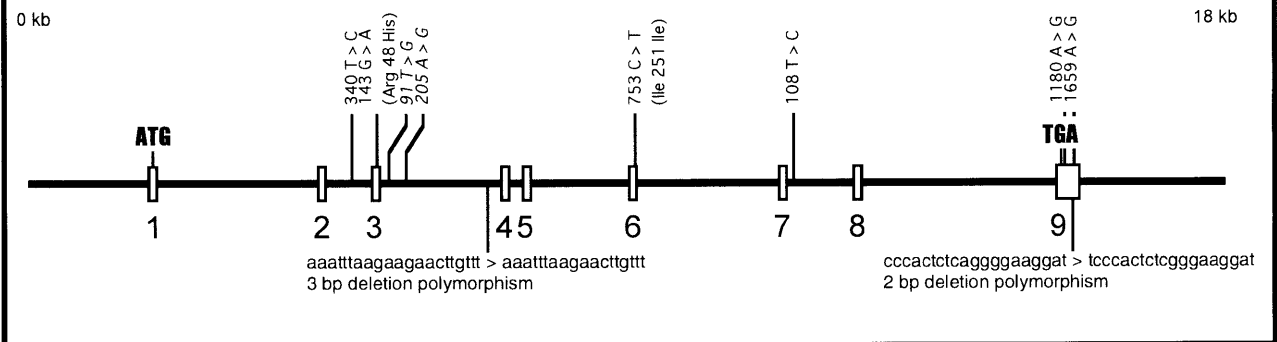 0 kb
18 kb
340 T > C
143 G > A
(Arg 48 His)
91 T > G
205 A > G
753 C > T
(Ile 251 Ile)
108 T > C
1180 A > G
1659 A > G
ATG
TGA
1
2
3
4
5
6
7
8
9
aaatttaagaagaacttgttt > aaatttaagaacttgttt
3 bp deletion polymorphism
cccactctcaggggaaggat > tcccactctcgggaaggat
2 bp deletion polymorphism